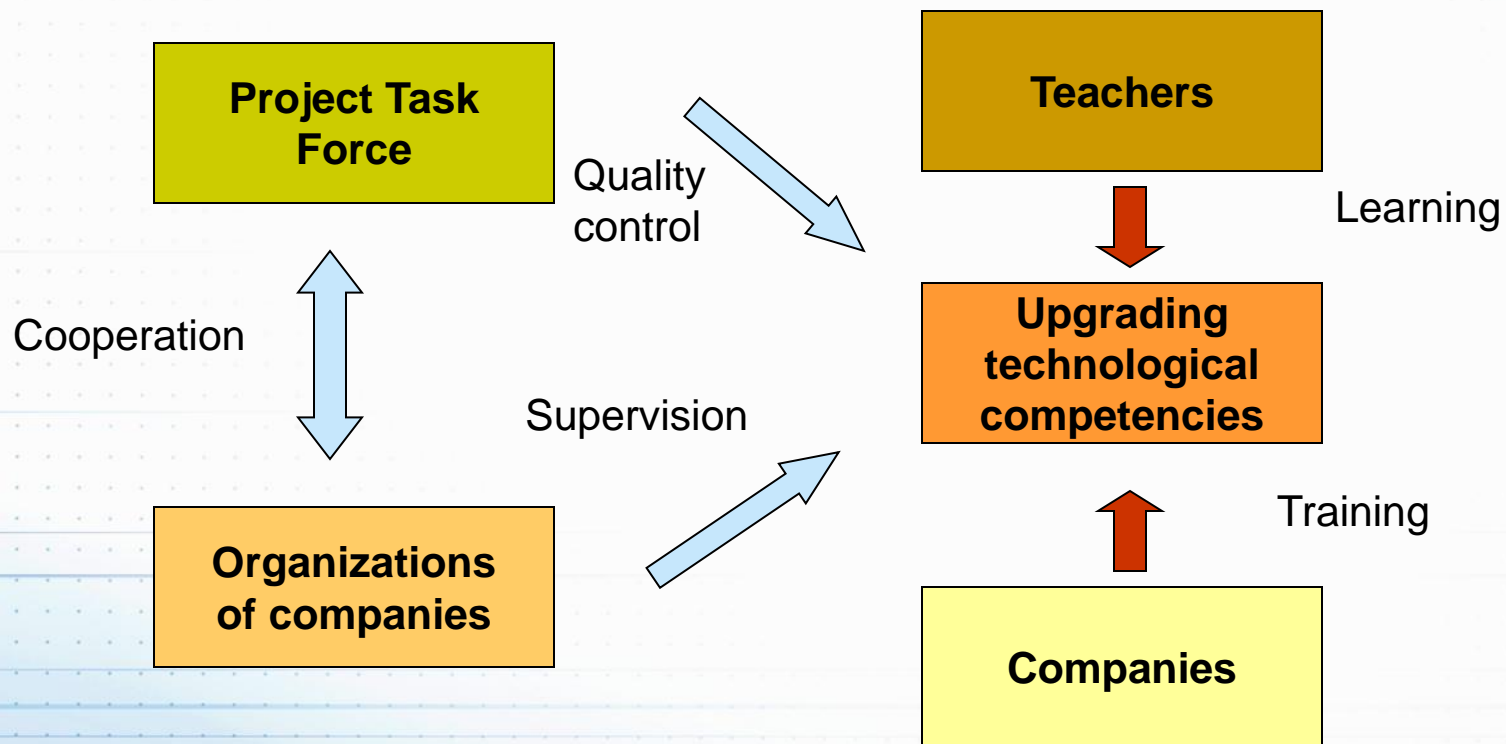 Project Task
Force
Teachers
Quality
control
Learning
Cooperation
Upgrading
technological
competencies
Supervision
Training
Organizations
of companies
Companies